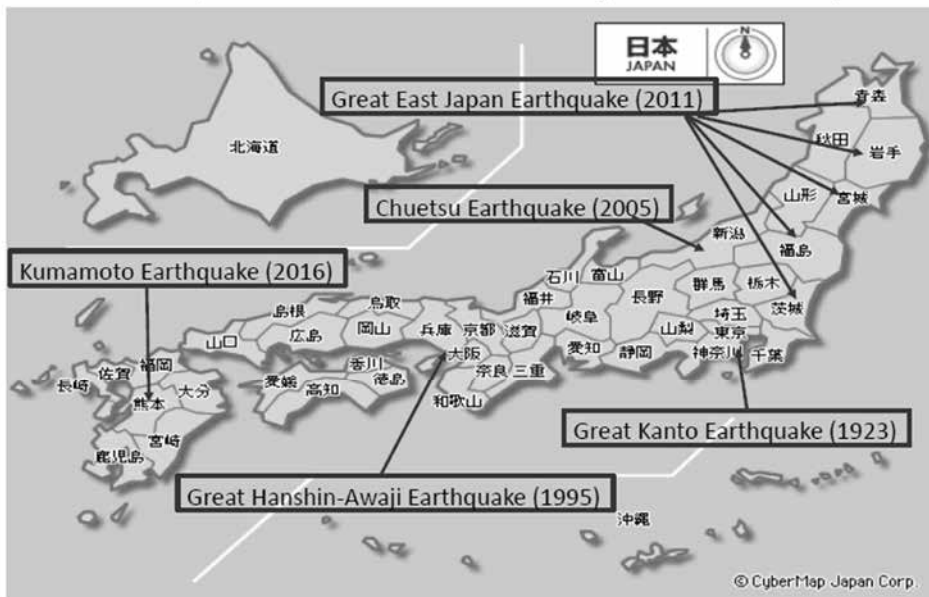 日本
JAPAN
N
Great East Japan Earthquake (2011)
青森
北海道
秋田
岩手
Chuetsu Earthquake (2005)
山形
宮城
新潟
福島
Kumamoto Earthquake (2016)
石川
富山
群馬
栃木
福井
長野
茨城
島根
鳥取
岐阜
埼玉
山口
広島
岡山
兵庫
京都
滋賀
山梨
東京
大阪
愛知
静岡
神奈川
千葉
香川
佐賀
福岡
奈良
三重
長崎
愛媛
高知
徳島
大分
熊本
和歌山
宮崎
Great Kanto Earthquake (1923)
鹿児島
Great Hanshin-Awaji Earthquake (1995)
沖縄
© CyberMap Japan Corp.